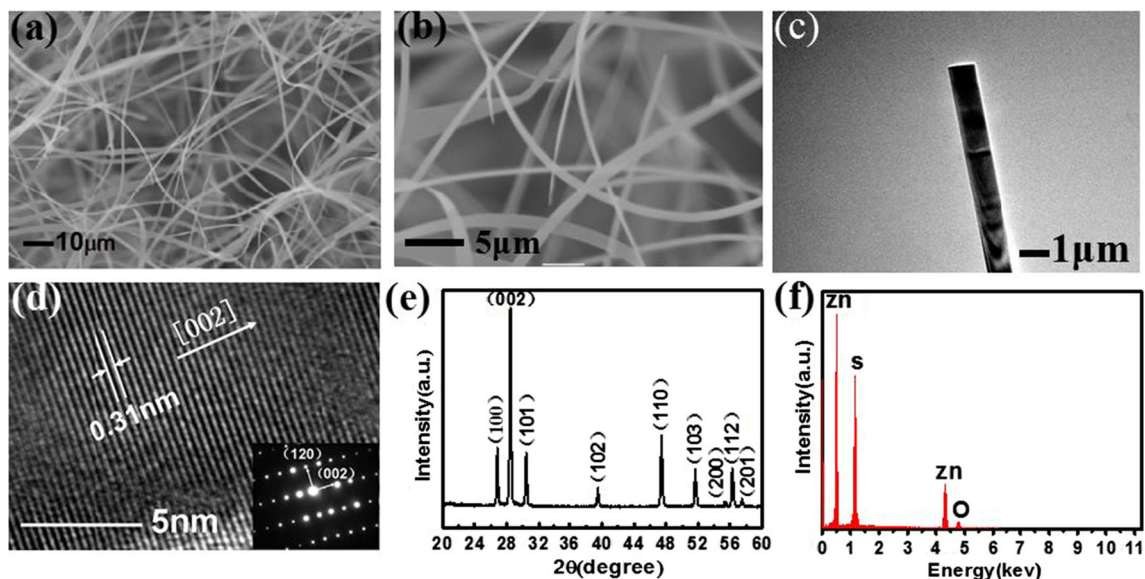 (a)
10μm
(b)
5μm
(c)
1μm
(d)
[002]
0.31nm
5nm
(120)
(002)
(e)
Intensity(a.u.)
(100)
(002)
(101)
(102)
(110)
(103)
(200)
(112)
(201)
20 24 28 32 36 40 44 48 52 56 60
2θ(degree)
(f)
Intensity(a.u.)
zn
s
zn
O
0 1 2 3 4 5 6 7 8 9 10 11
Energy(kev)